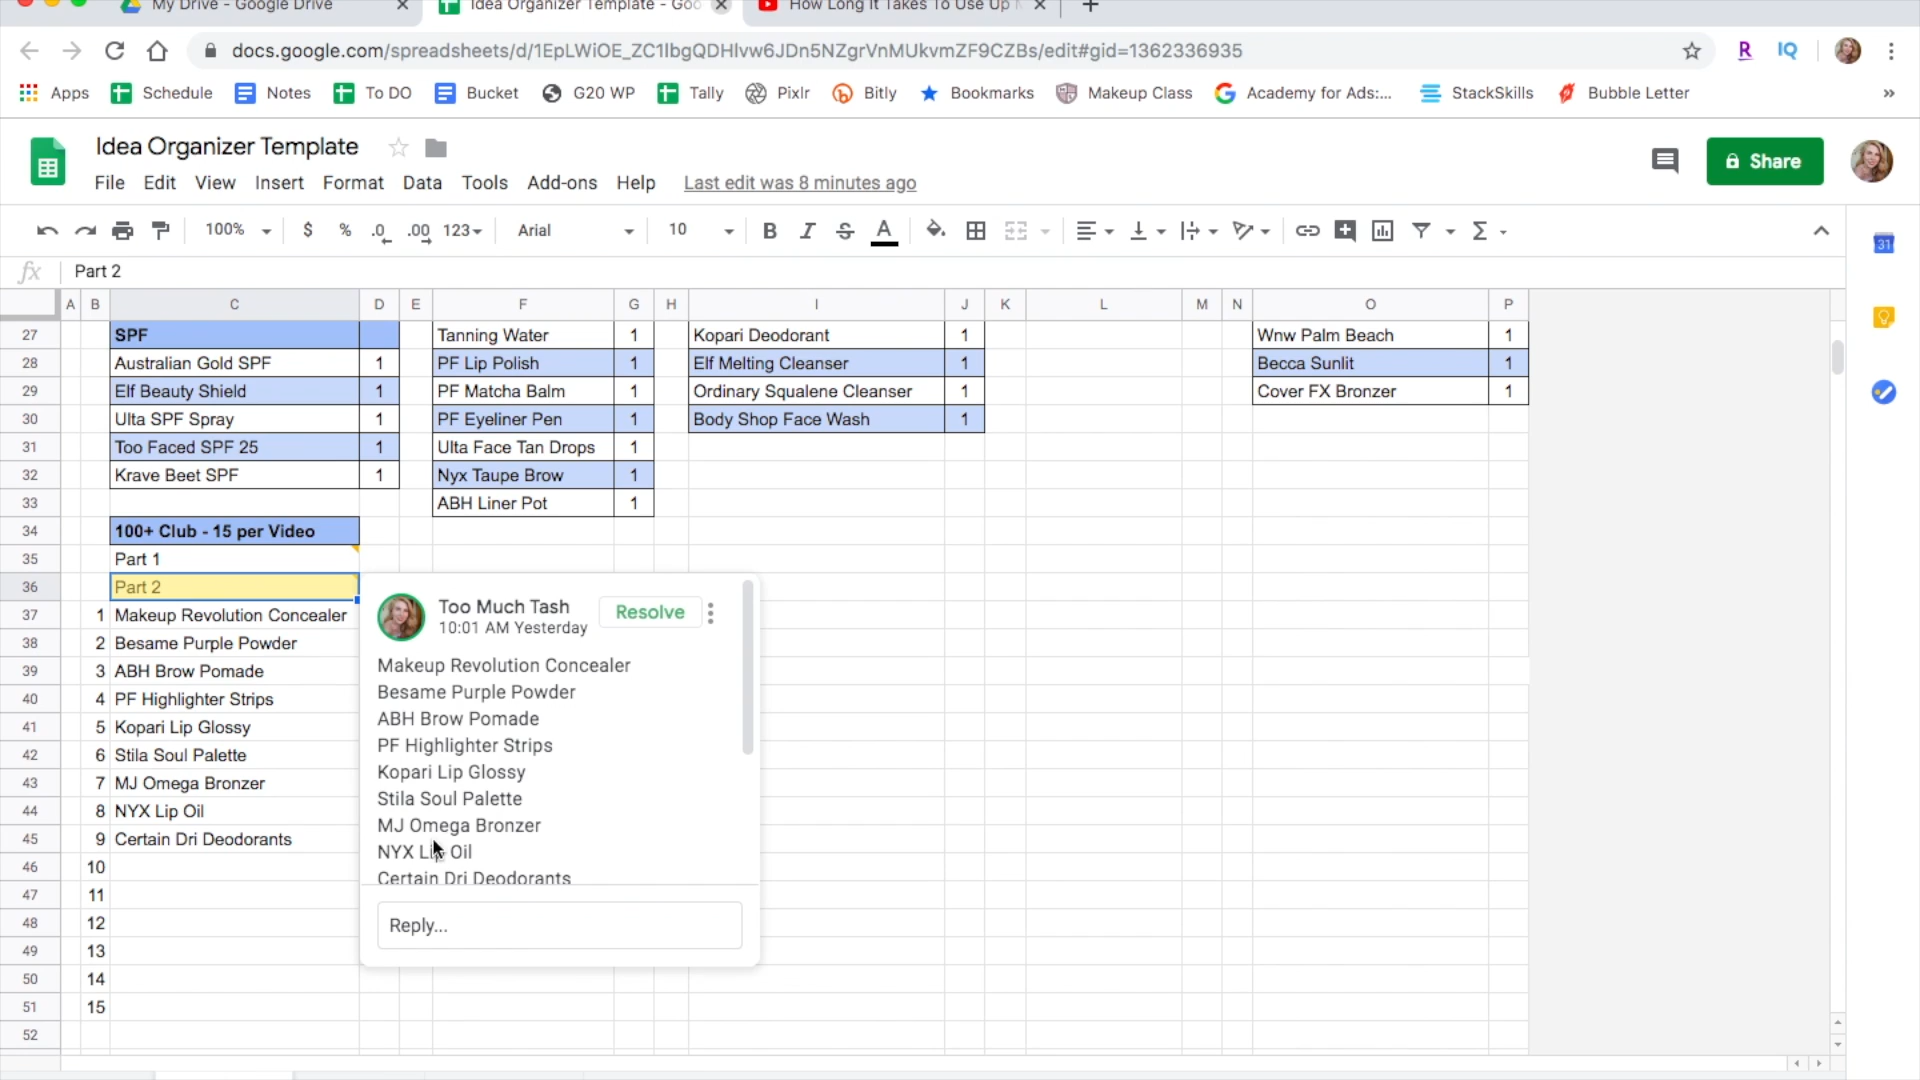 My Drive - Google Drive
Idea Organizer Template - Goo
How Long It Takes To Use Up
docs.google.com/spreadsheets/d/1EpLWiOE_ZC1IbgQDHIvw6JDn5NZgrVnMUkvmZF9CZBs/edit#gid=1362336935
R
IQ
Apps
Schedule
Notes
To DO
Bucket
G20 WP
Tally
Pixlr
Bitly
Bookmarks
Makeup Class
Academy for Ads:...
StackSkills
Bubble Letter
Idea Organizer Template
Share
File Edit View Insert Format Data Tools Add-ons Help Last edit was 8 minutes ago
100% $ % .0 .00 123 Arial 10 B I S A
31
fx Part 2
A B C D E F G H I J K L M N O P
27 SPF Tanning Water 1 Kopari Deodorant 1 Wnw Palm Beach 1
28 Australian Gold SPF 1 PF Lip Polish 1 Elf Melting Cleanser 1 Becca Sunlit 1
29 Elf Beauty Shield 1 PF Matcha Balm 1 Ordinary Squalene Cleanser 1 Cover FX Bronzer 1
30 Ulta SPF Spray 1 PF Eyeliner Pen 1 Body Shop Face Wash 1
31 Too Faced SPF 25 1 Ulta Face Tan Drops 1
32 Krave Beet SPF 1 Nyx Taupe Brow 1
33 ABH Liner Pot 1
34 100+ Club - 15 per Video
35 Part 1
36 Part 2
37 1 Makeup Revolution Concealer
38 2 Besame Purple Powder
39 3 ABH Brow Pomade
40 4 PF Highlighter Strips
41 5 Kopari Lip Glossy
42 6 Stila Soul Palette
43 7 MJ Omega Bronzer
44 8 NYX Lip Oil
45 9 Certain Dri Deodorants
46 10
47 11
48 12
49 13
50 14
51 15
52
Too Much Tash
10:01 AM Yesterday
Resolve
Makeup Revolution Concealer
Besame Purple Powder
ABH Brow Pomade
PF Highlighter Strips
Kopari Lip Glossy
Stila Soul Palette
MJ Omega Bronzer
NYX Lip Oil
Certain Dri Deodorants
Reply...